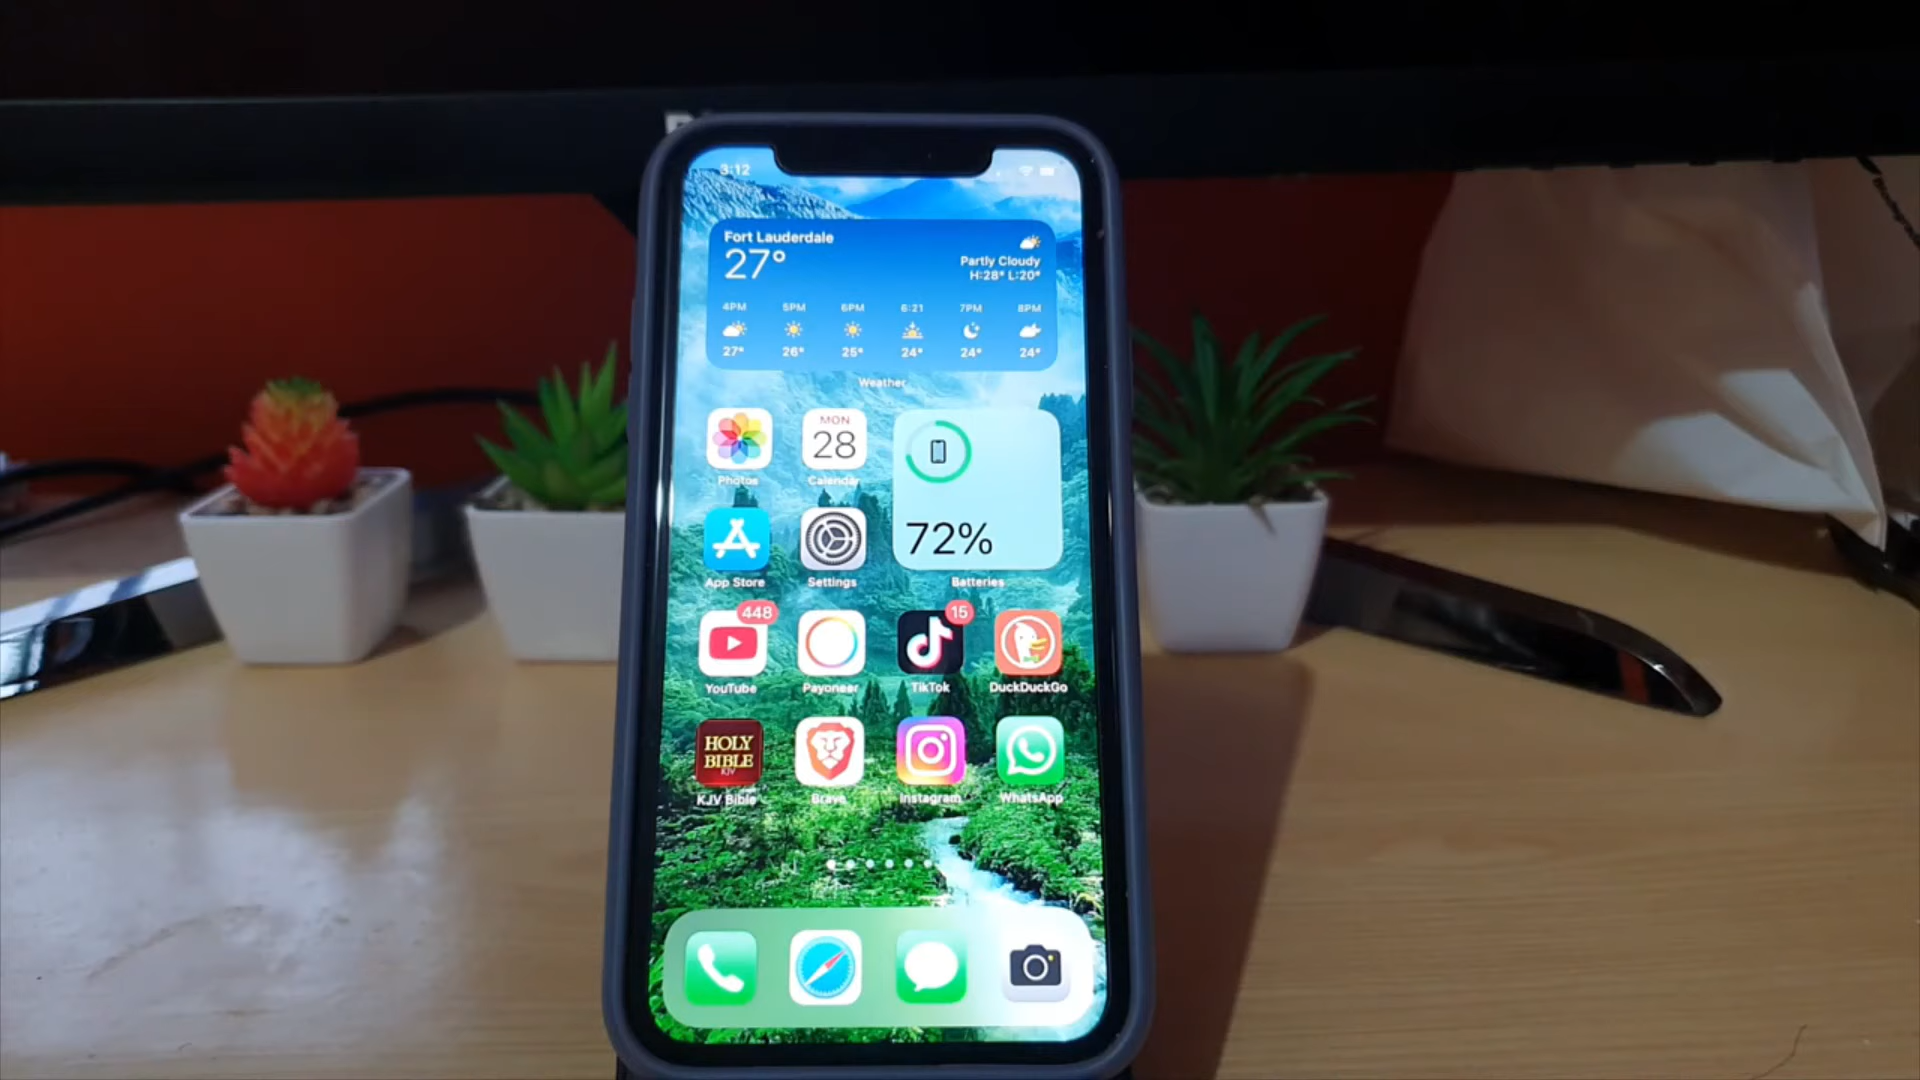 3:12
Fort Lauderdale
27°
Partly Cloudy
H:28° L:20°
4PM 5PM 6PM 6:21 7PM 8PM
27° 26° 25° 24° 24° 24°
Weather
MON
28
Photos Calendar
72%
App Store Settings Batteries
448 15
YouTube Payoneer TikTok DuckDuckGo
HOLY
BIBLE
KJV
KJV Bible Brave Instagram WhatsApp